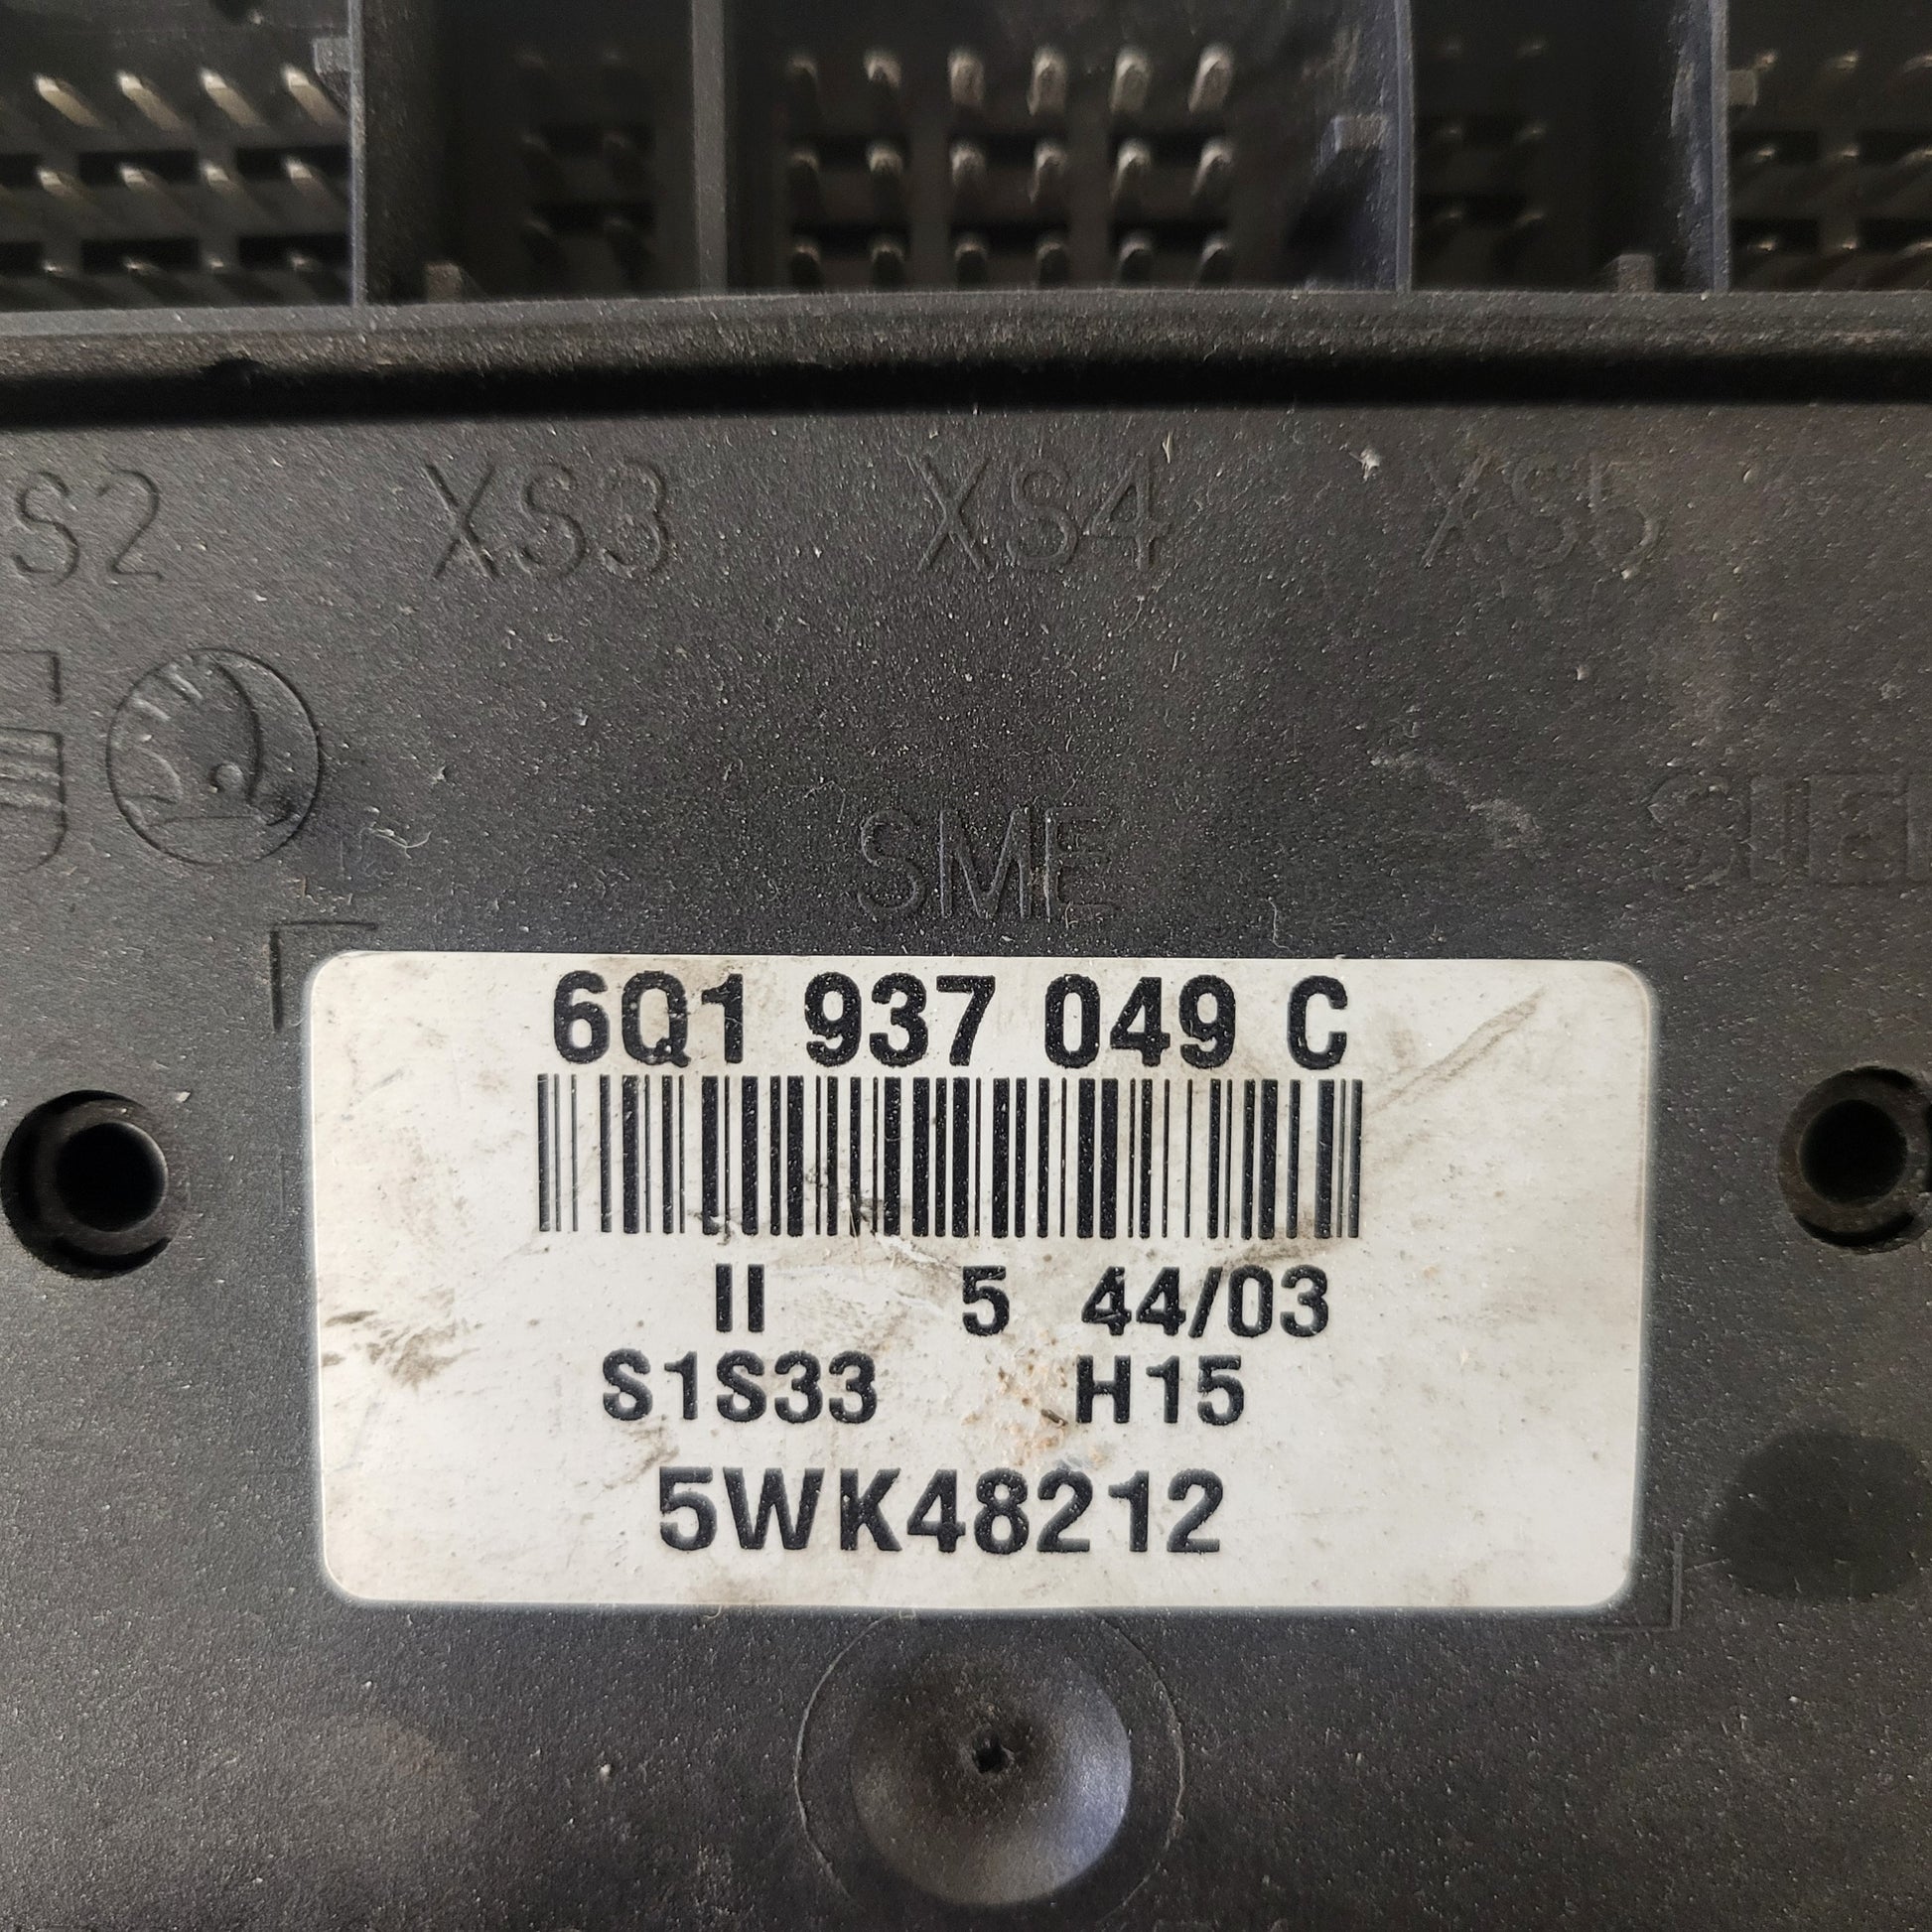 S2 XS3 XS4 XS5
SME
6Q1 937 049 C
II 5 44/03
S1S33 H15
5WK48212